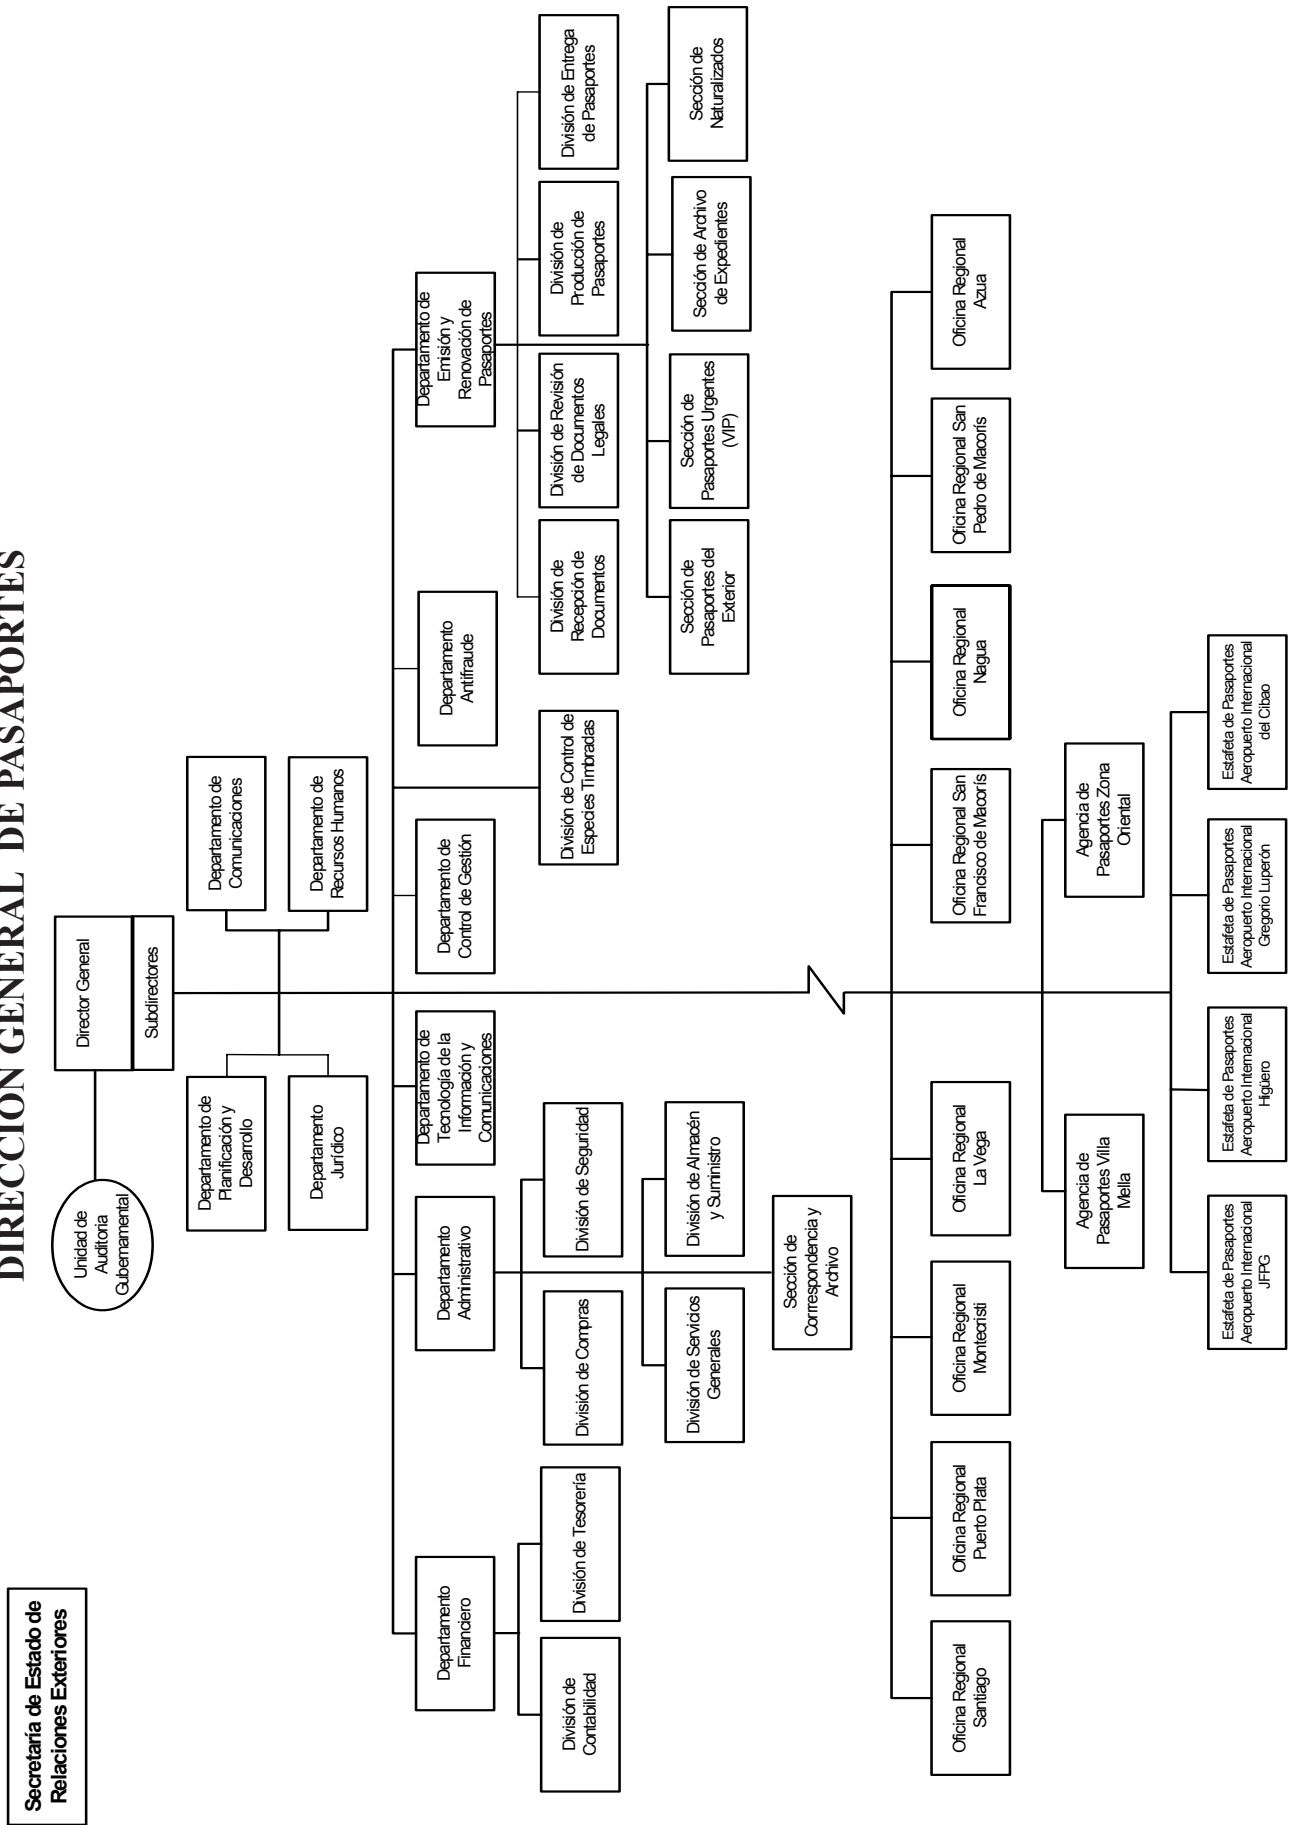 DIRECCIÓN GENERAL DE PASAPORTES
Secretaría de Estado de
Relaciones Exteriores
Director General
Subdirectores
Unidad de
Auditoria
Gubernamental
Departamento de
Planificación y
Desarrollo
Departamento de
Comunicaciones
Departamento
Jurídico
Departamento de
Recursos Humanos
Departamento
Financiero
Departamento
Administrativo
Departamento de
Tecnología de la
Información y
Comunicaciones
Departamento de
Control de Gestión
Departamento
Antifraude
Departamento de
Emisión y
Renovación de
Pasaportes
División de
Contabilidad
División de Tesorería
División de Compras
División de Seguridad
División de Control de
Especies Timbradas
División de
Recepción de
Documentos
División de Revisión
de Documentos
Legales
División de
Producción de
Pasaportes
División de Entrega
de Pasaportes
División de Servicios
Generales
División de Almacén
y Suministro
Sección de
Pasaportes del
Exterior
Sección de
Pasaportes Urgentes
(VIP)
Sección de Archivo
de Expedientes
Sección de
Naturalizados
Sección de
Corrrespondencia y
Archivo
Oficina Regional
Santiago
Oficina Regional
Puerto Plata
Oficina Regional
Montecristi
Oficina Regional
La Vega
Oficina Regional San
Francisco de Macorís
Oficina Regional
Nagua
Oficina Regional San
Pedro de Macorís
Oficina Regional
Azua
Agencia de
Pasaportes Villa
Mella
Agencia de
Pasaportes Zona
Oriental
Estafeta de Pasaportes
Aeropuerto Internacional
JFPG
Estafeta de Pasaportes
Aeropuerto Internacional
Higüero
Estafeta de Pasaportes
Aeropuerto Internacional
Gregorio Luperón
Estafeta de Pasaportes
Aeropuerto Internacional
del Cibao